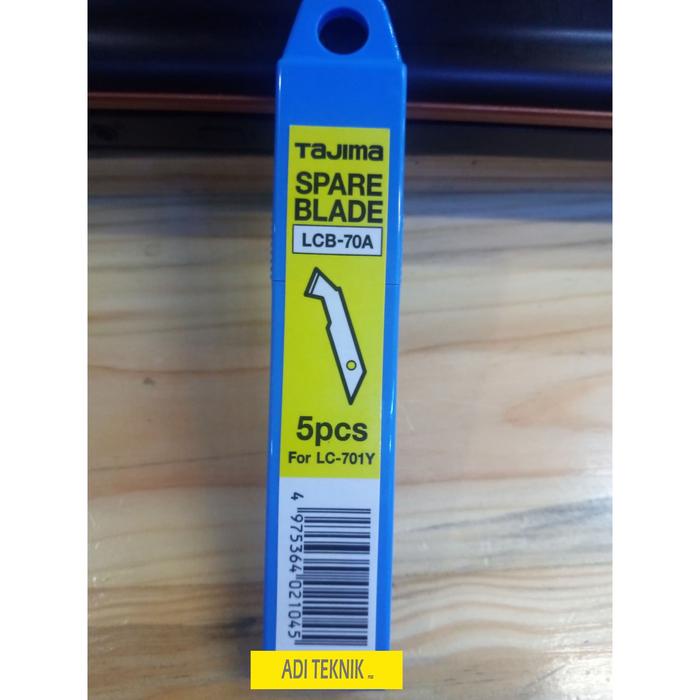 TaJIma
SPARE
BLADE
LCB-70A
5pcs
For LC-701Y
4 975364 021045
ADI TEKNIK